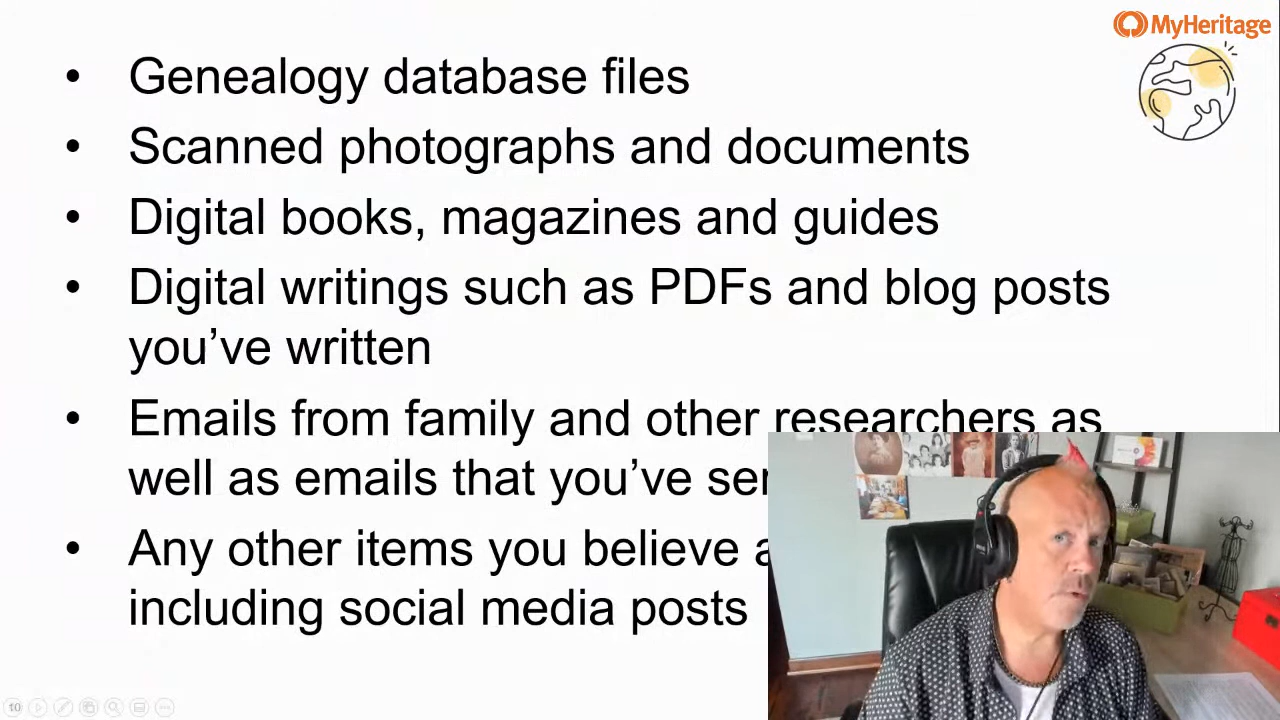 MyHeritage
• Genealogy database files
• Scanned photographs and documents
• Digital books, magazines and guides
• Digital writings such as PDFs and blog posts
you’ve written
• Emails from family and other researchers as
well as emails that you’ve
• Any other items you believe
including social media posts
10